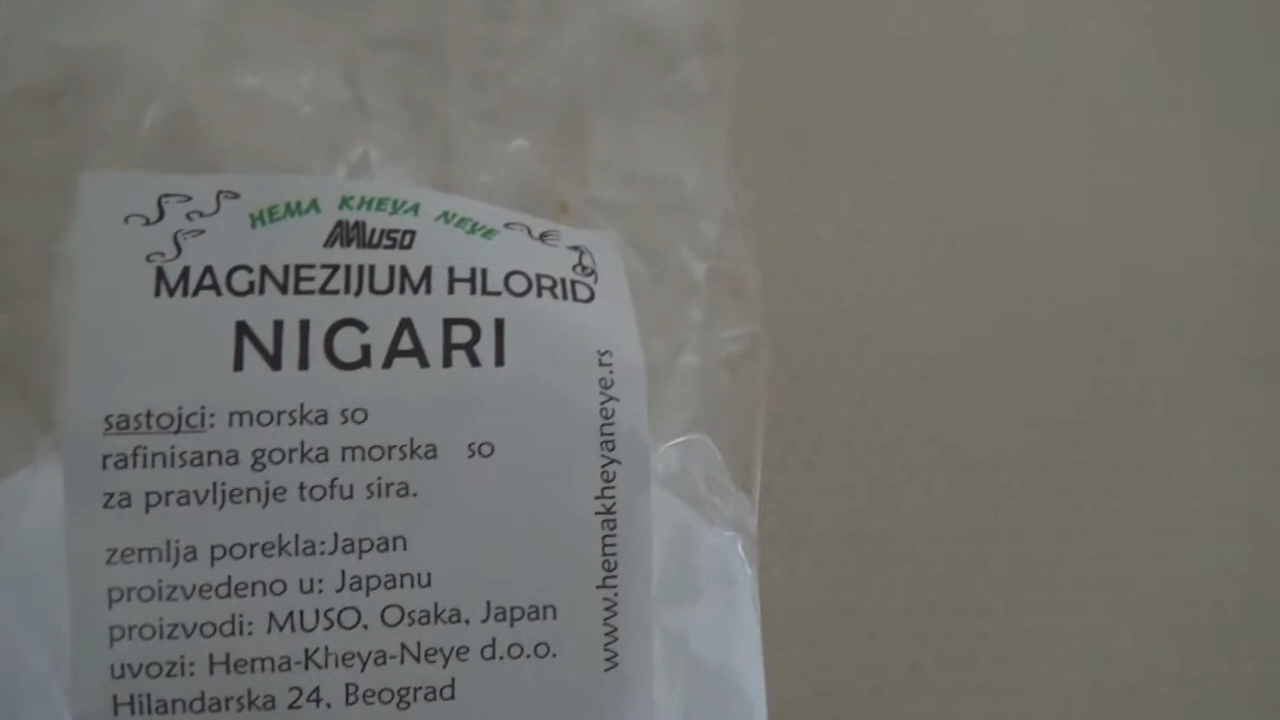 HEMA KHEYA NEYE
MUSO
MAGNEZIJUM HLORID
NIGARI
sastojci: morska so
rafinisana gorka morska so
za pravljenje tofu sira.
zemlja porekla:Japan
proizvedeno u: Japanu
proizvodi: MUSO, Osaka, Japan
uvozi: Hema-Kheya-Neye d.o.o.
Hilandarska 24, Beograd
www.hemakheyaneye.rs